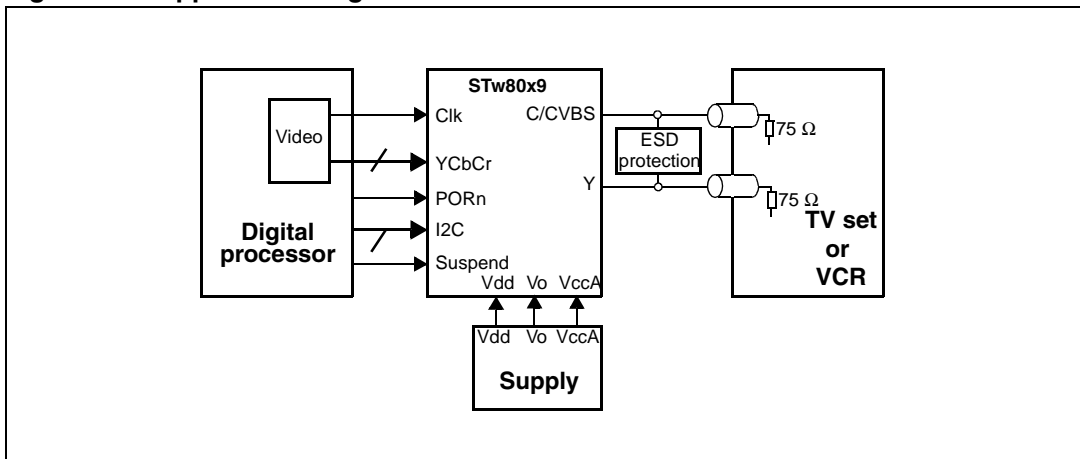 Video
Digital
processor
STw80x9
Clk
YCbCr
PORn
I2C
Suspend
C/CVBS
Y
Vdd Vo VccA
Vdd Vo VccA
Supply
ESD
protection
75 Ω
75 Ω
TV set
or
VCR